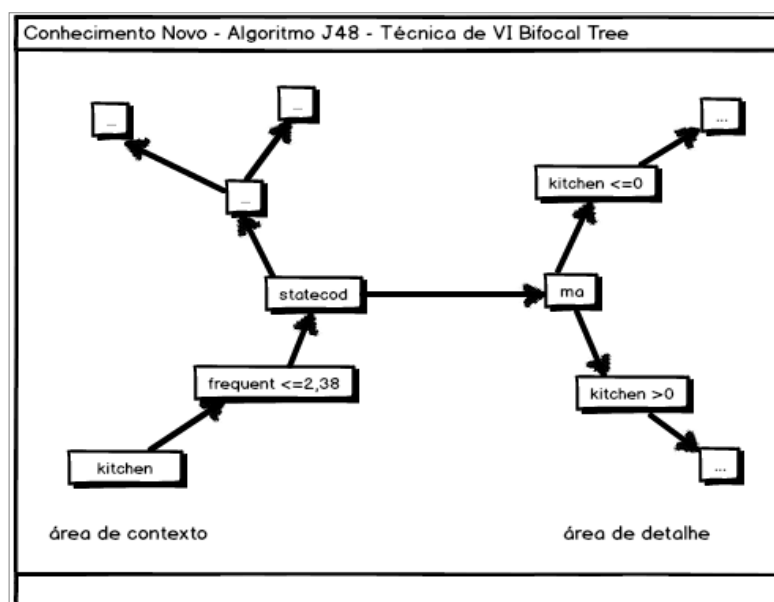 Conhecimento Novo - Algoritmo J48 - Técnica de VI Bifocal Tree
_
_
...
_
kitchen <=0
statecod
ma
frequent <=2,38
kitchen >0
kitchen
...
área de contexto
área de detalhe